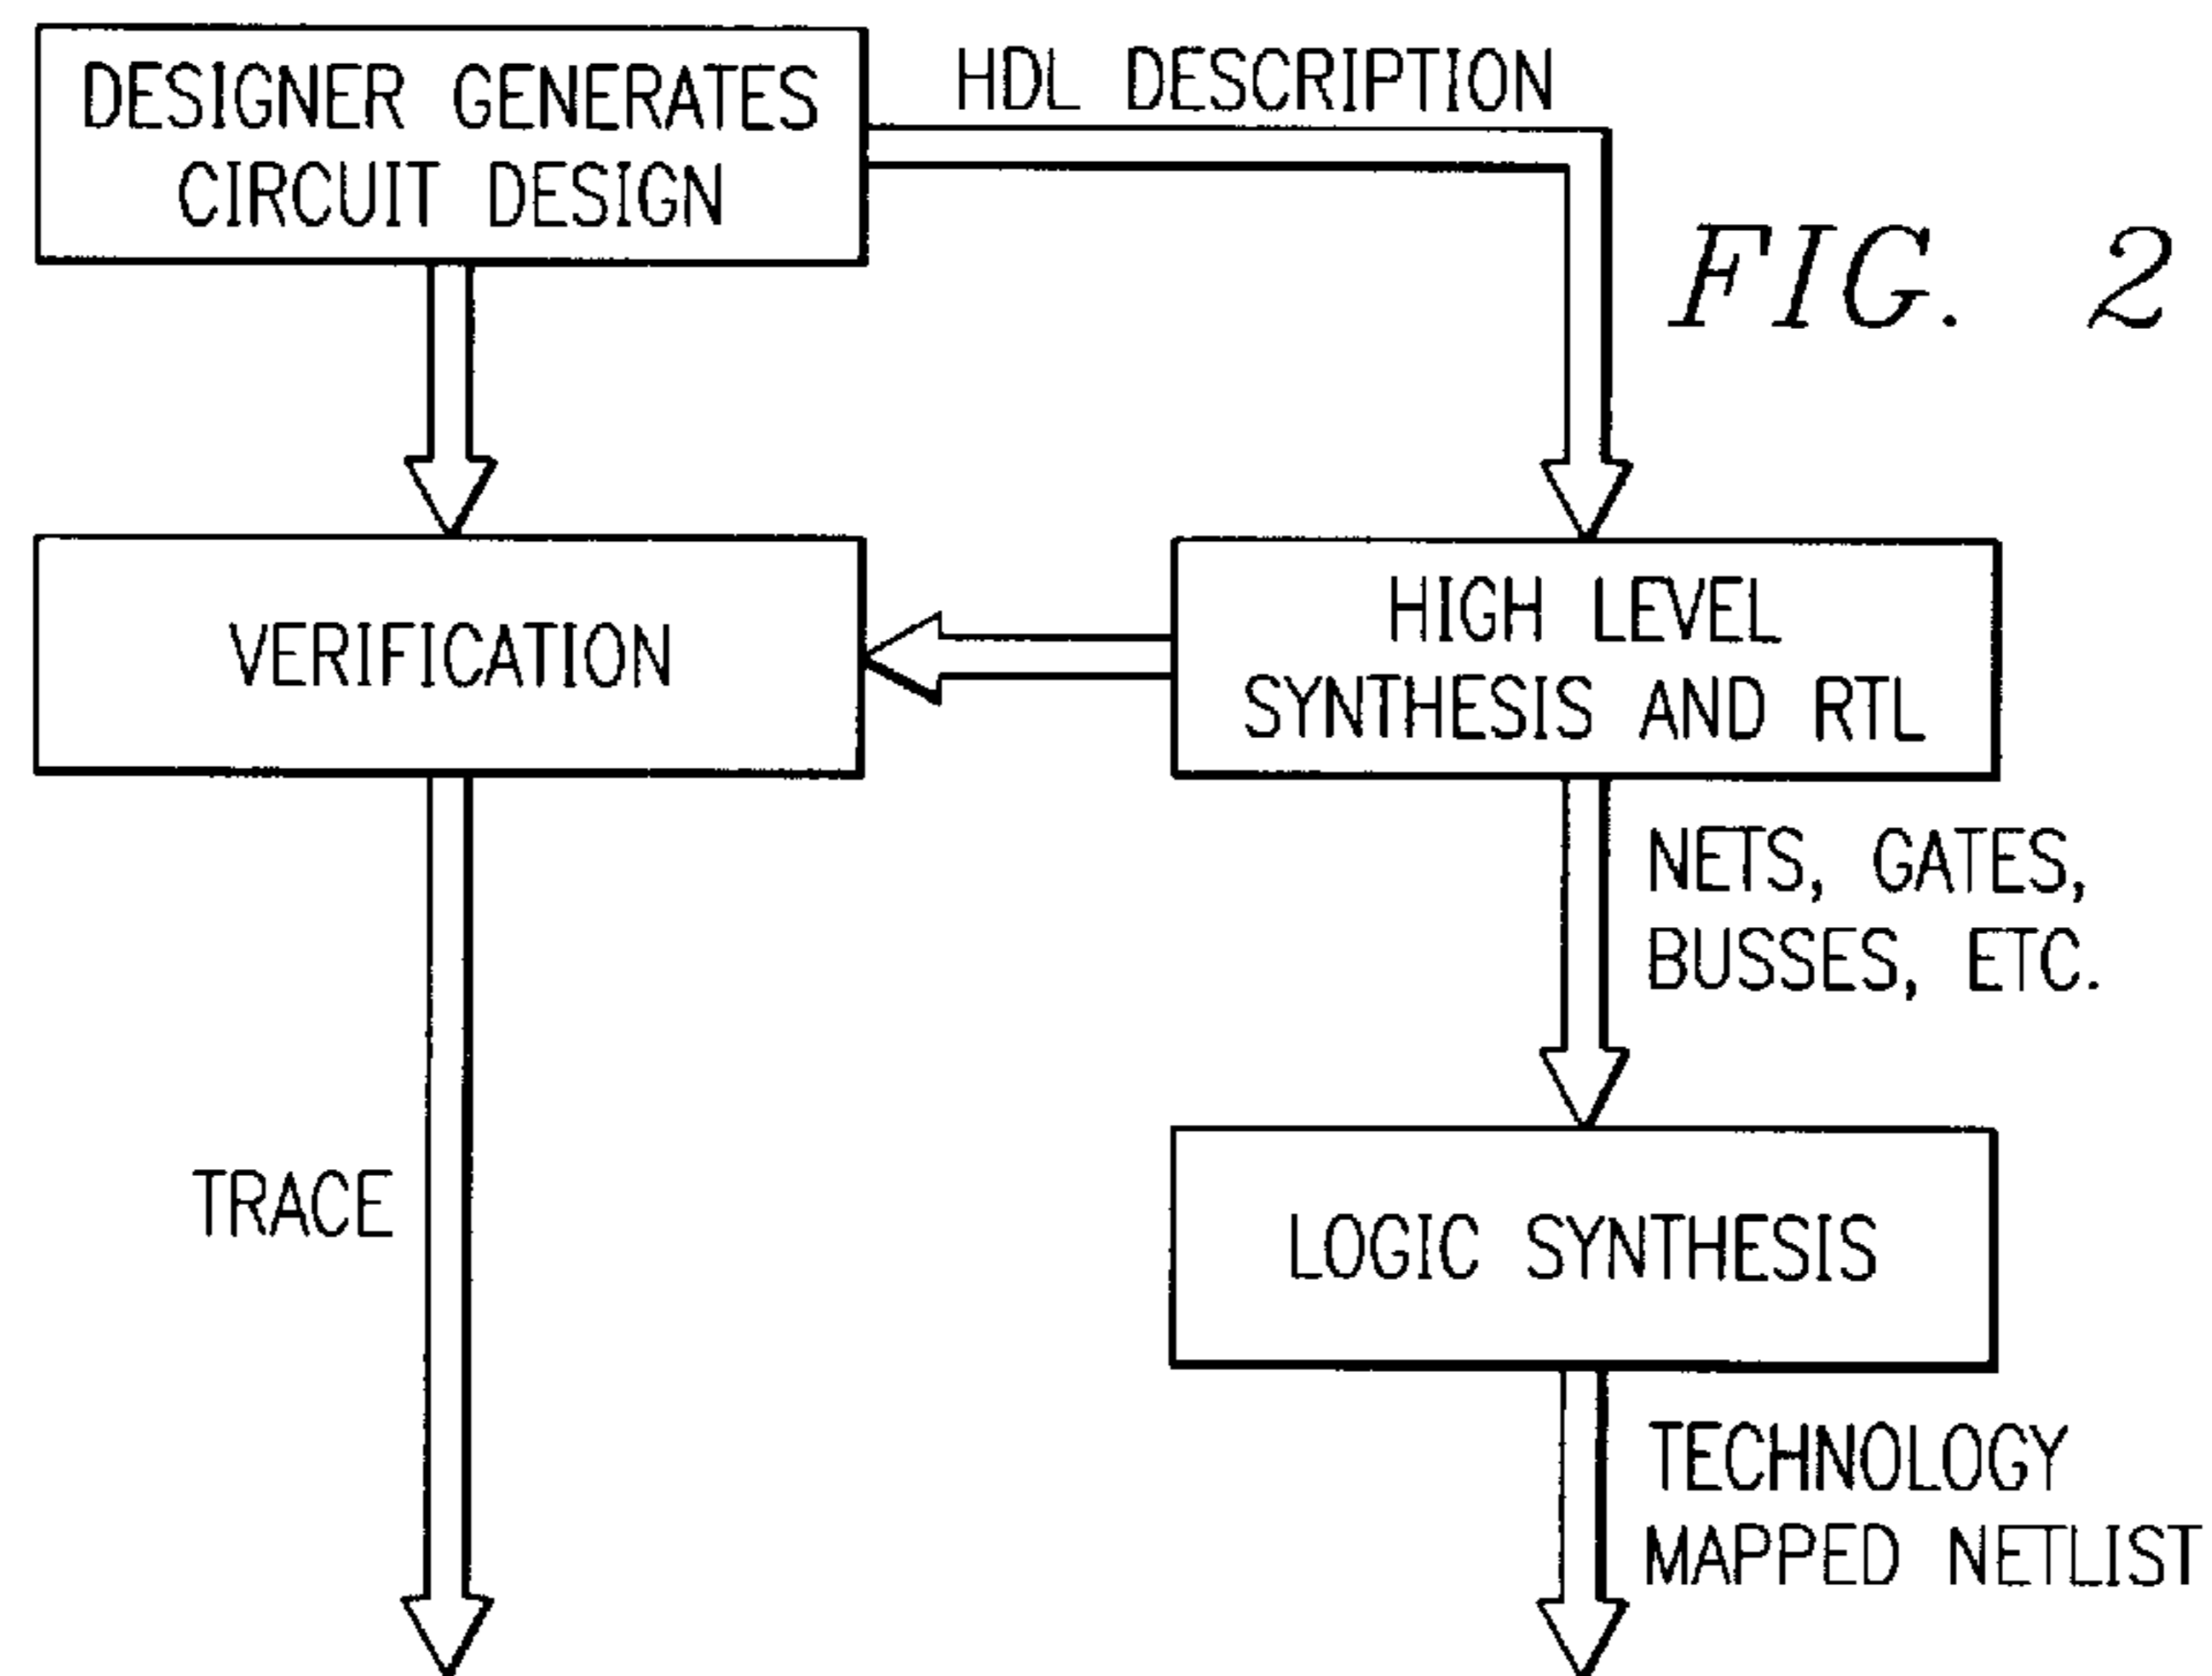 DESIGNER GENERATES
CIRCUIT DESIGN
HDL DESCRIPTION
FIG. 2
VERIFICATION
HIGH LEVEL
SYNTHESIS AND RTL
NETS, GATES,
BUSSES, ETC.
TRACE
LOGIC SYNTHESIS
TECHNOLOGY
MAPPED NETLIST